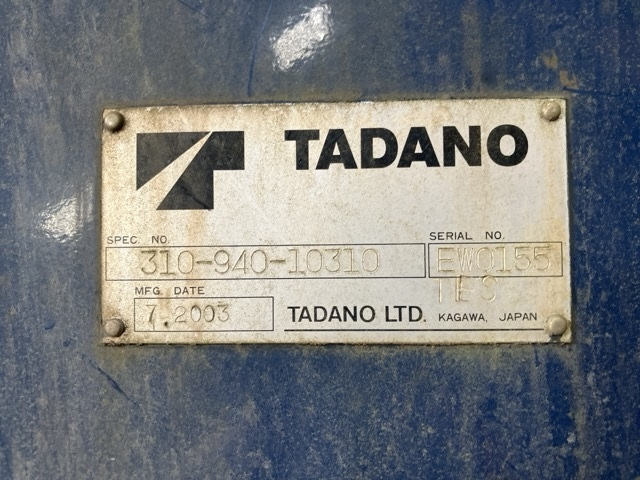 TADANO
SPEC. NO. SERIAL NO.
310-940-10310 EW0155
MFG. DATE
7.2003 TADANO LTD. KAGAWA, JAPAN